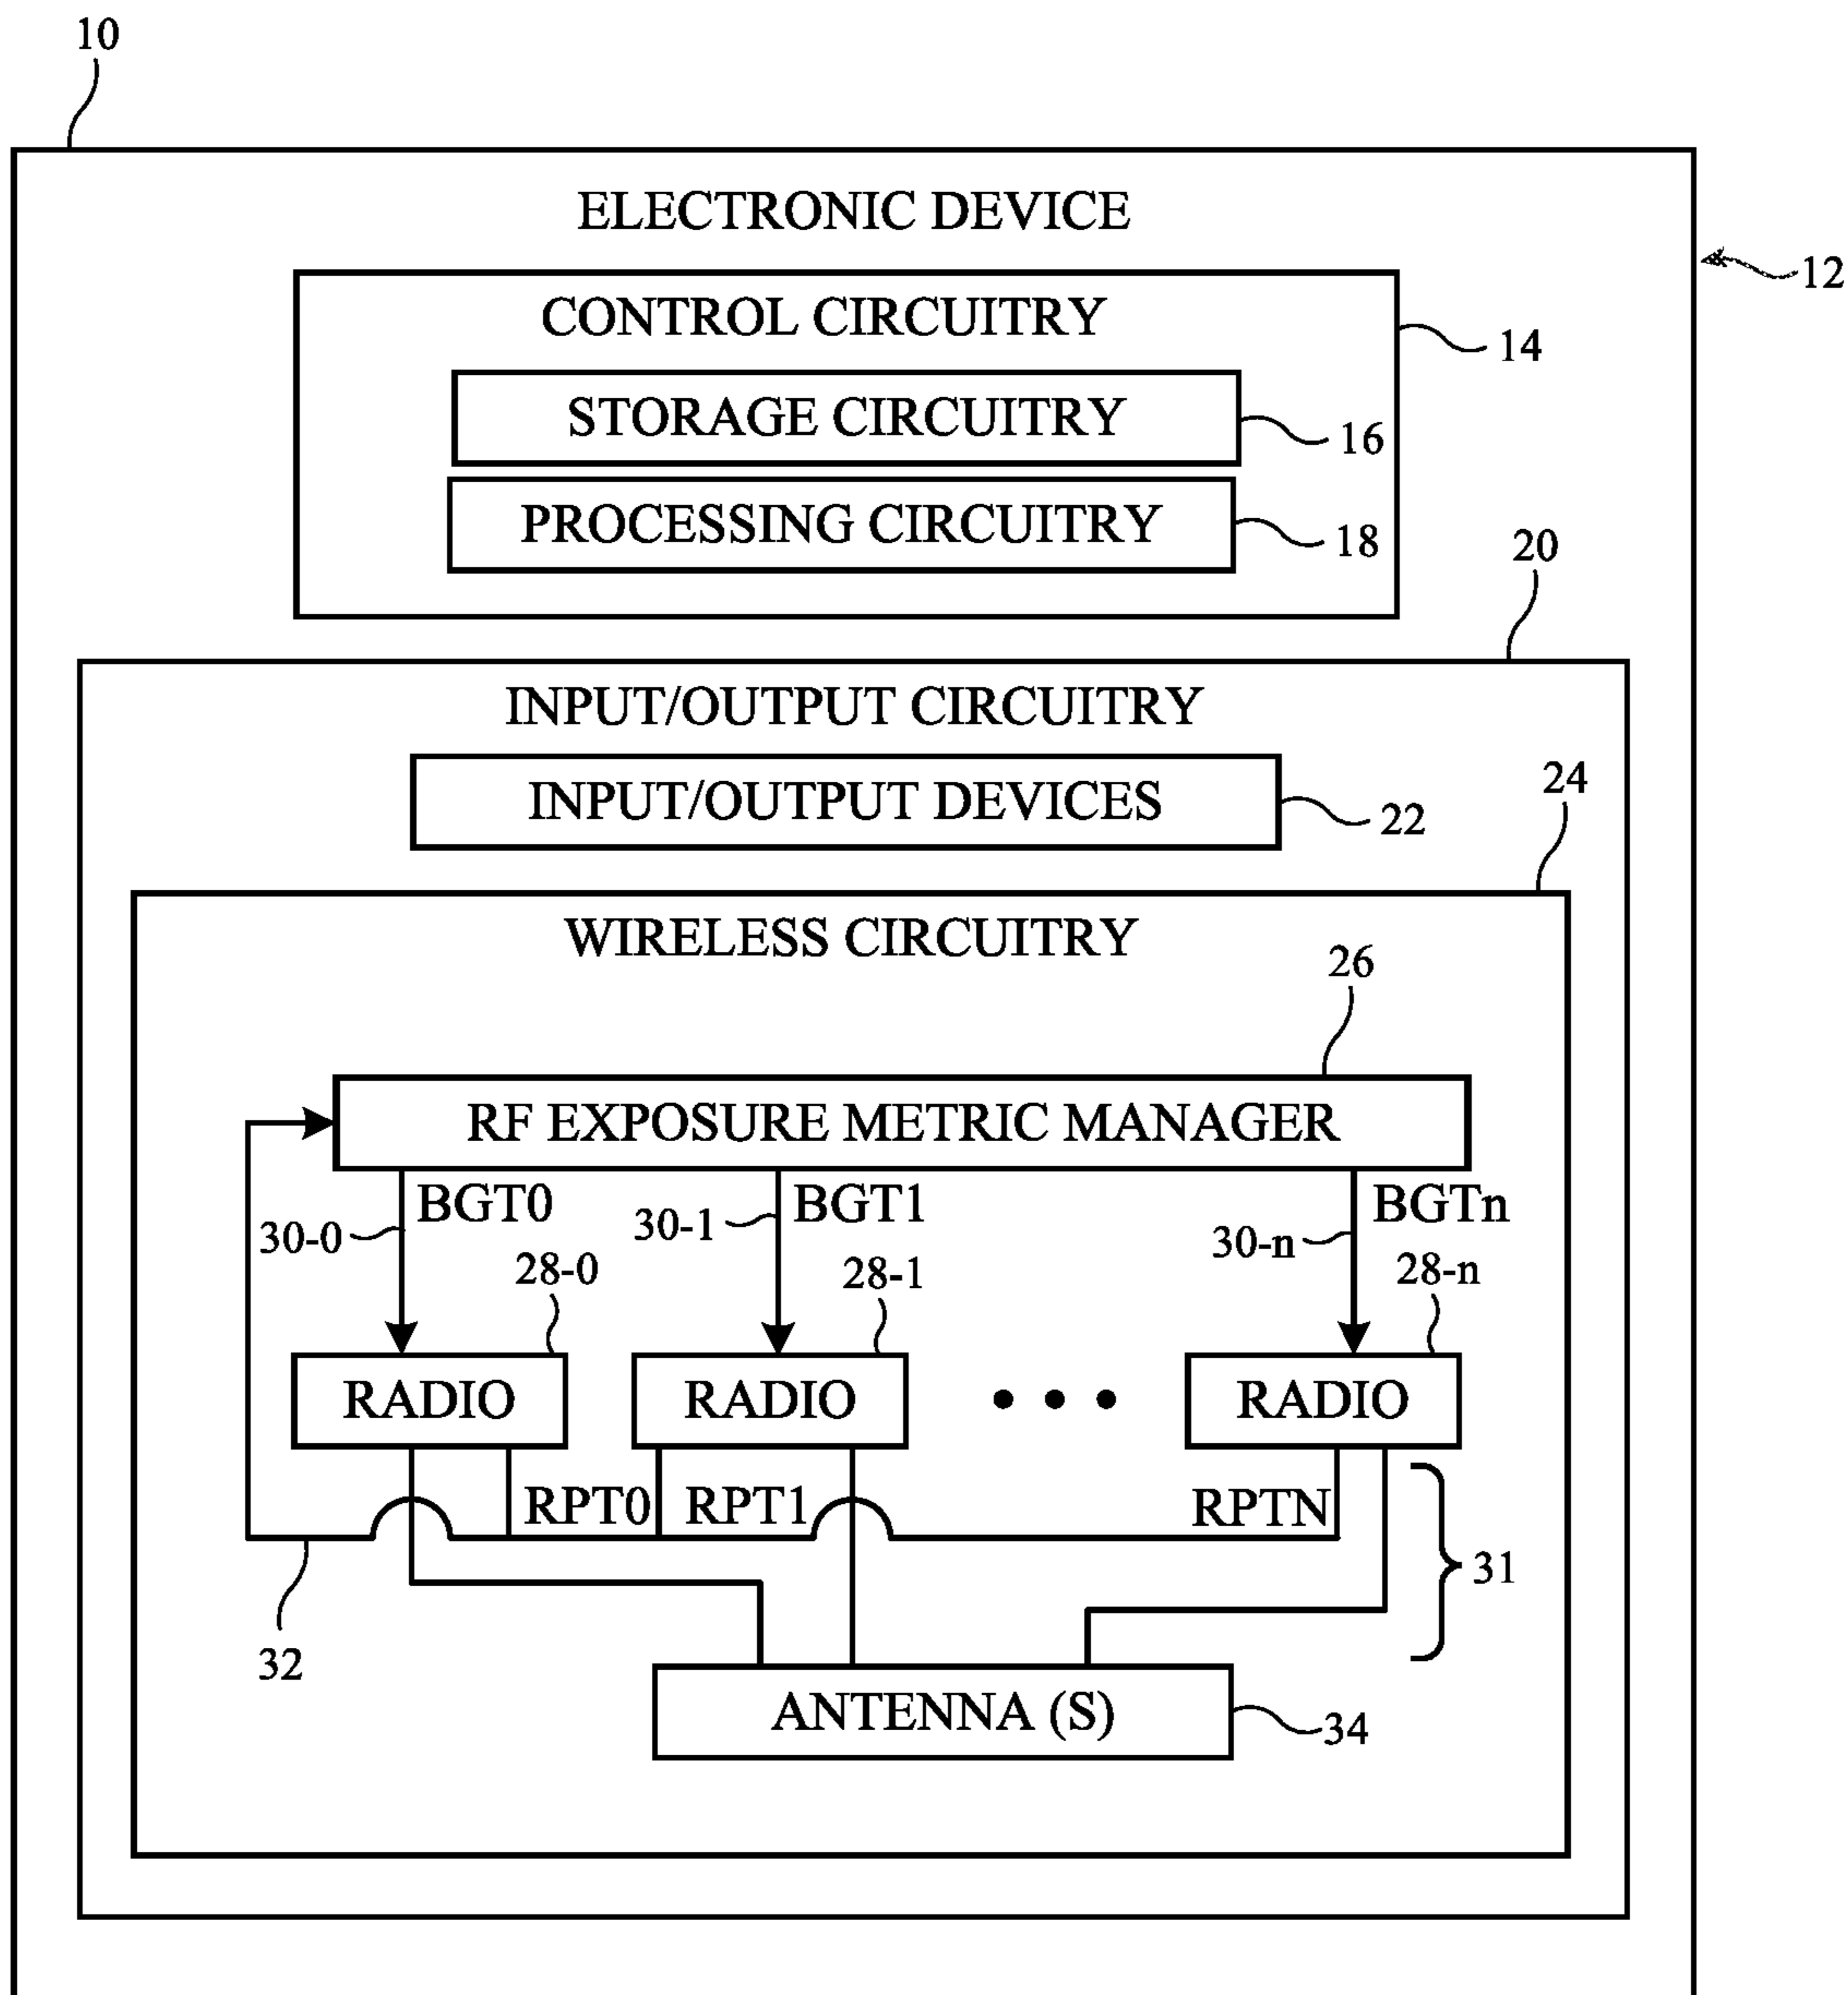 10
ELECTRONIC DEVICE
12
CONTROL CIRCUITRY
14
STORAGE CIRCUITRY
16
PROCESSING CIRCUITRY
18
20
INPUT/OUTPUT CIRCUITRY
INPUT/OUTPUT DEVICES
22
24
WIRELESS CIRCUITRY
26
RF EXPOSURE METRIC MANAGER
BGT0 BGT1 BGTn
30-0 30-1 30-n
28-0 28-1 28-n
RADIO RADIO • • • RADIO
RPT0 RPT1 RPTN
31
32
ANTENNA (S)
34